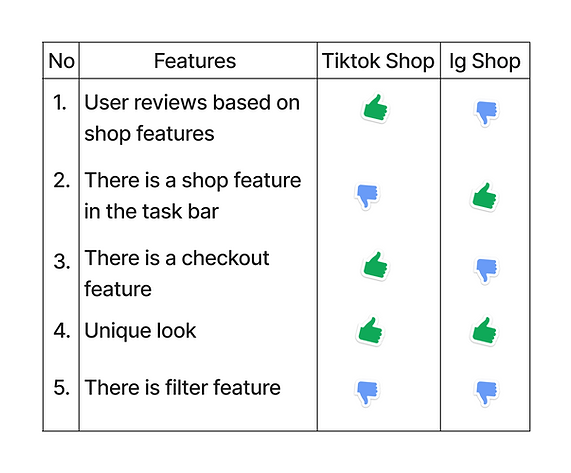 No Features Tiktok Shop Ig Shop
1. User reviews based on
shop features
2. There is a shop feature
in the task bar
3. There is a checkout
feature
4. Unique look
5. There is filter feature